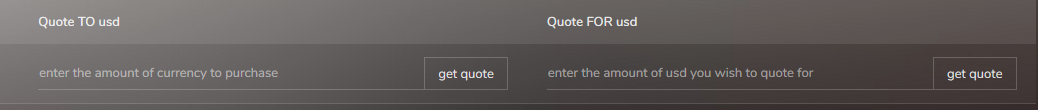 Quote TO usd
Quote FOR usd
enter the amount of currency to purchase
get quote
enter the amount of usd you wish to quote for
get quote